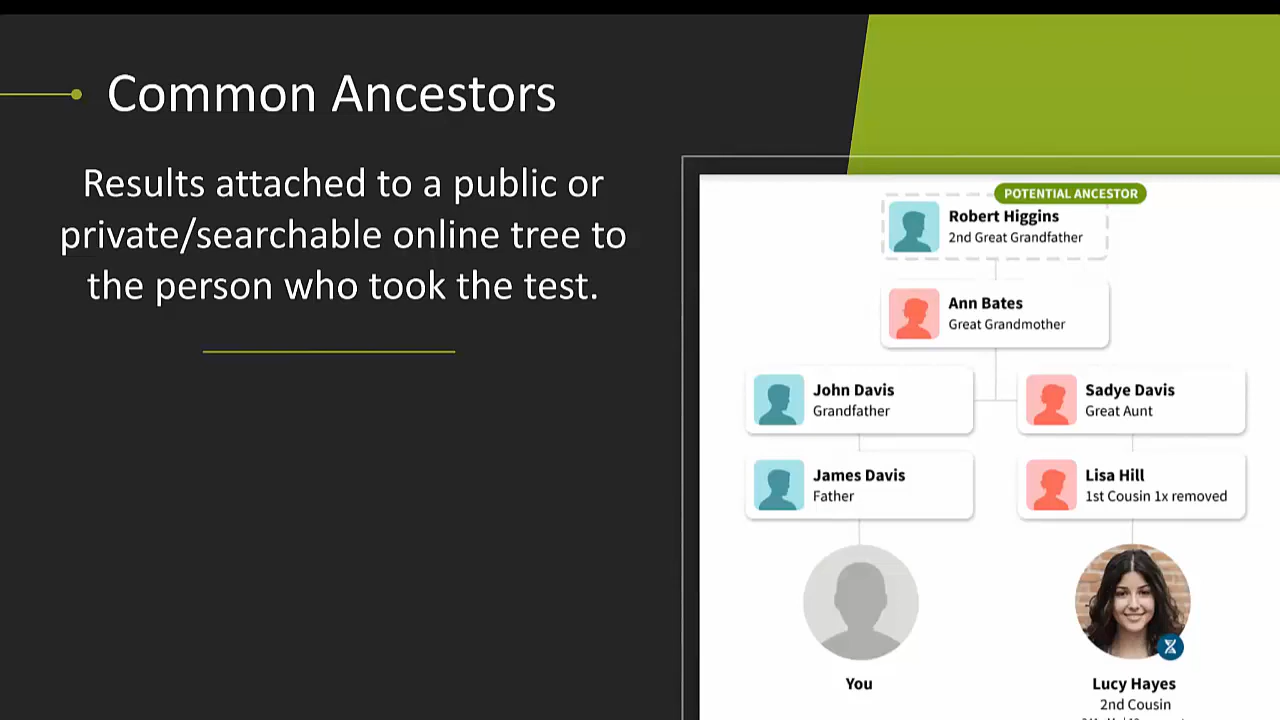 Common Ancestors
Results attached to a public or
private/searchable online tree to
the person who took the test.
POTENTIAL ANCESTOR
Robert Higgins
2nd Great Grandfather
Ann Bates
Great Grandmother
John Davis
Grandfather
Sadye Davis
Great Aunt
James Davis
Father
Lisa Hill
1st Cousin 1x removed
You
Lucy Hayes
2nd Cousin